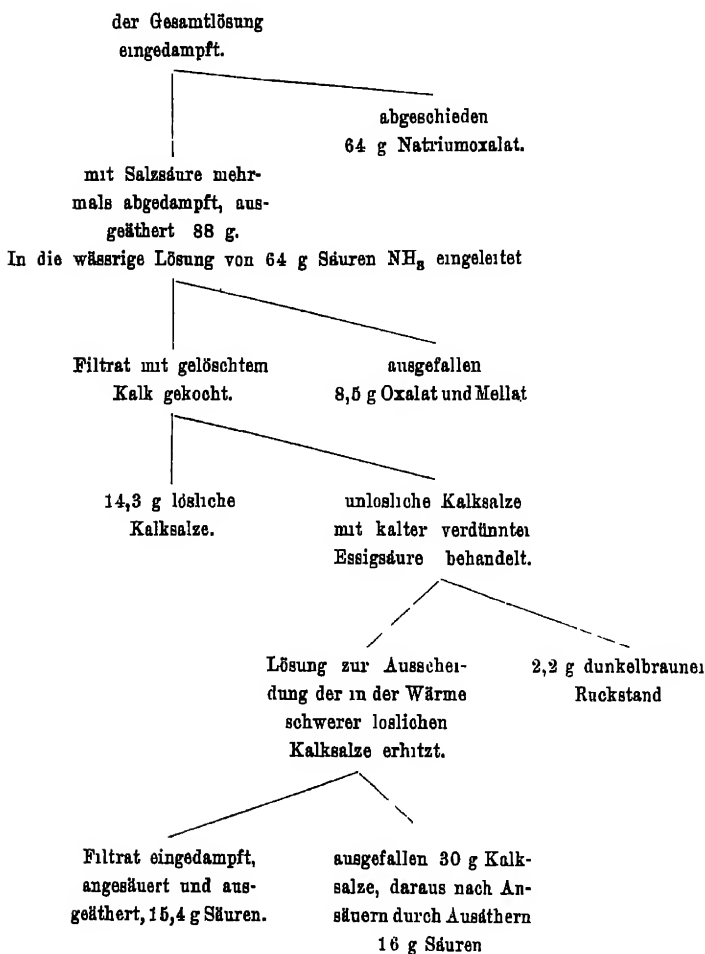 der Gesamtlösung
eingedampft.
abgeschieden
64 g Natriumoxalat.
mit Salzsäure mehr-
mals abgedampft, aus-
geäthert 88 g.
In die wässrige Lösung von 64 g Säuren NH₃ eingeleitet
Filtrat mit gelöschtem
Kalk gekocht.
ausgefallen
8,5 g Oxalat und Mellat
14,3 g lösliche
Kalksalze.
unlosliche Kalksalze
mit kalter verdünnter
Essigsäure behandelt.
Lösung zur Ausschei-
dung der in der Wärme
schwerer loslichen
Kalksalze erhitzt.
2,2 g dunkelbrauner
Ruckstand
Filtrat eingedampft,
angesäuert und aus-
geäthert, 15,4 g Säuren.
ausgefallen 30 g Kalk-
salze, daraus nach An-
säuern durch Ausäthern
16 g Säuren